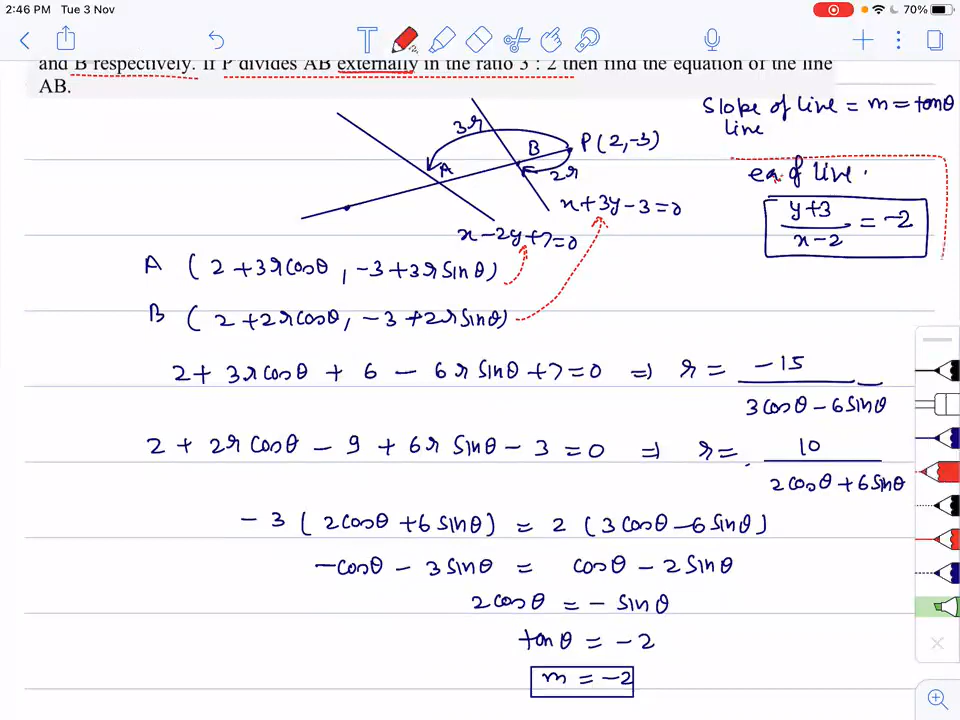 2:46 PM Tue 3 Nov
70%
and B respectively. If P divides AB externally in the ratio 3 : 2 then find the equation of the line
AB.
Slope of line = m = tanθ
line
3r
B
P(2,-3)
A
2r
eq of line.
x+3y-3=0
y+3/x-2 = -2
x-2y+7=0
A (2+3rcosθ, -3+3rsinθ)
B (2+2rcosθ, -3+2rsinθ)
2+ 3rcosθ + 6 - 6rsinθ +7=0 ⇒ r = -15/3cosθ-6sinθ
2 + 2rcosθ - 9 + 6rsinθ - 3 = 0 ⇒ r = 10/2cosθ+6sinθ
-3 (2cosθ +6sinθ) = 2 (3cosθ-6sinθ)
-cosθ - 3sinθ = cosθ - 2sinθ
2cosθ = - sinθ
tanθ = -2
m = -2